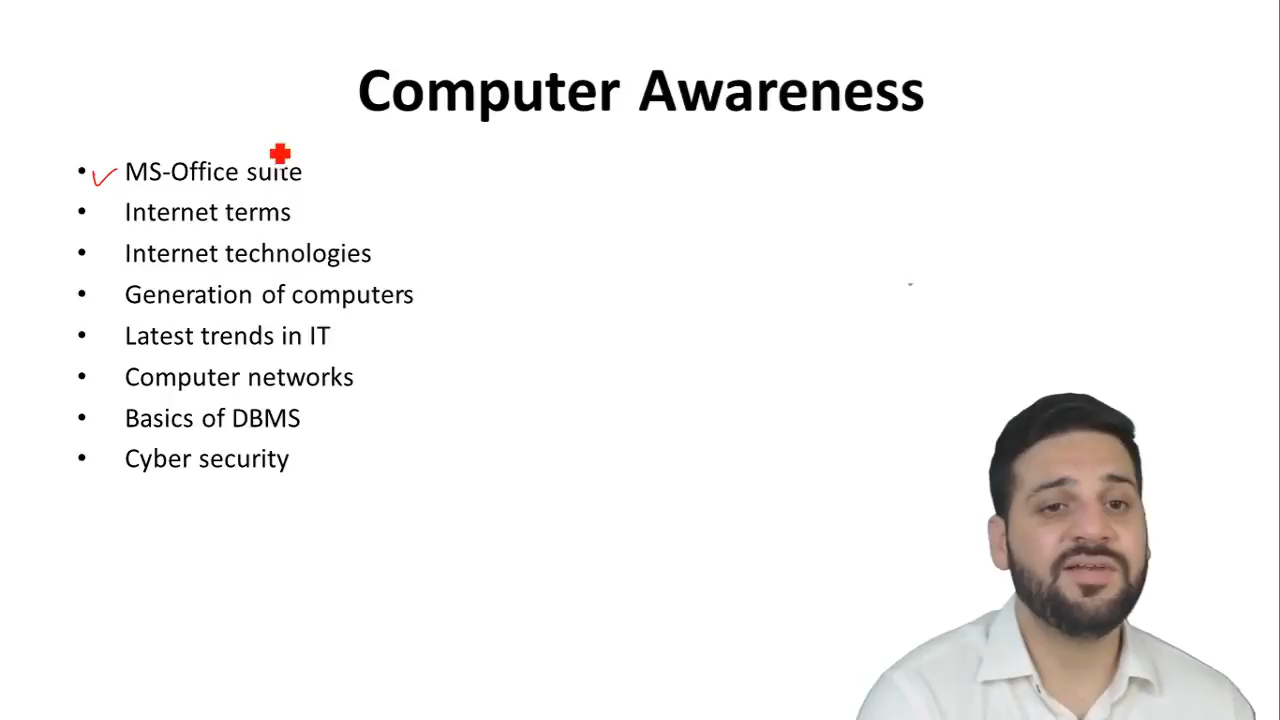 Computer Awareness
• MS-Office suite
• Internet terms
• Internet technologies
• Generation of computers
• Latest trends in IT
• Computer networks
• Basics of DBMS
• Cyber security